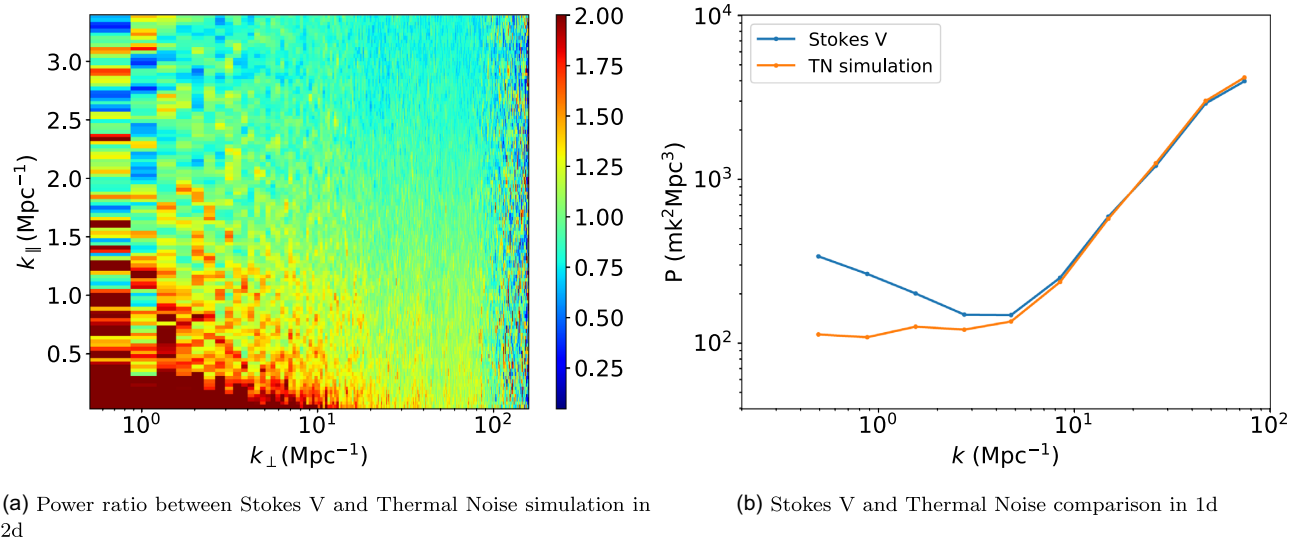 3.0
2.5
2.0
1.5
1.0
0.5
k∥(Mpc⁻¹)
10⁰
10¹
10²
k⊥(Mpc⁻¹)
2.00
1.75
1.50
1.25
1.00
0.75
0.50
0.25
10⁴
10³
10²
P (mk²Mpc³)
Stokes V
TN simulation
10⁰
10¹
10²
k (Mpc⁻¹)
(a) Power ratio between Stokes V and Thermal Noise simulation in
2d
(b) Stokes V and Thermal Noise comparison in 1d